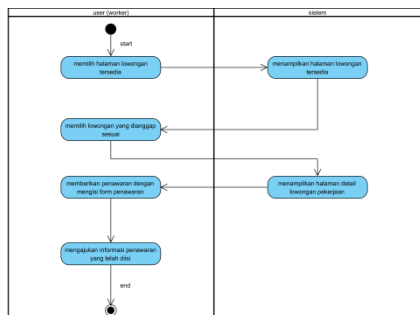 user (worker)
sistem
start
memilih halaman lowongan
tersedia
menampilkan halaman lowongan
tersedia
memilih lowongan yang dianggap
sesuai
memberikan penawaran dengan
mengisi form penawaran
menampilkan halaman detail
lowongan pekerjaan
mengajukan informasi penawaran
yang telah diisi
end